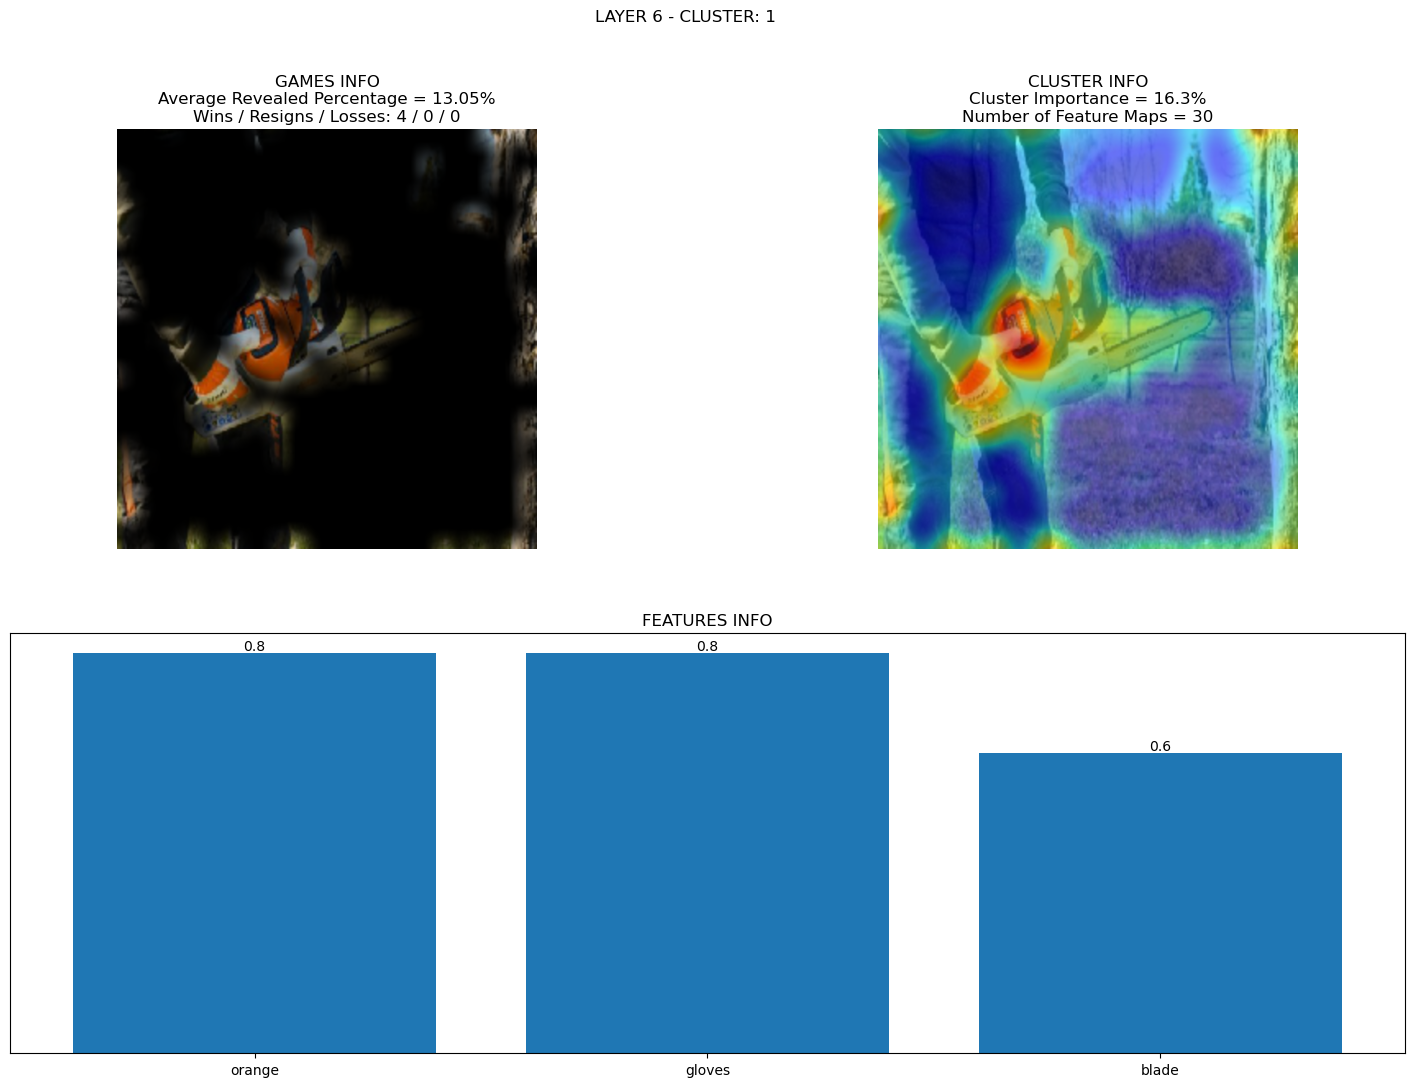 LAYER 6 - CLUSTER: 1
GAMES INFO
Average Revealed Percentage = 13.05%
Wins / Resigns / Losses: 4 / 0 / 0
CLUSTER INFO
Cluster Importance = 16.3%
Number of Feature Maps = 30
FEATURES INFO
0.8
0.8
0.6
orange
gloves
blade